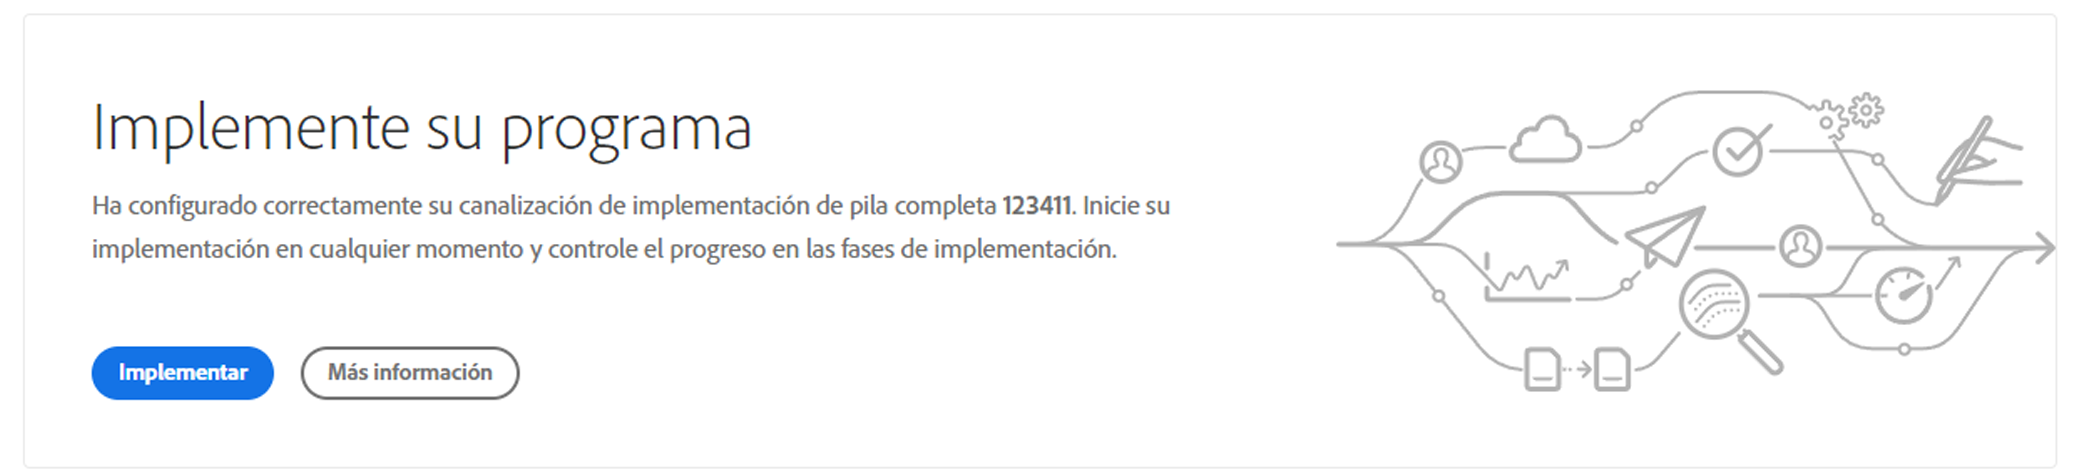 Implemente su programa
Ha configurado correctamente su canalización de implementación de pila completa 123411. Inicie su
implementación en cualquier momento y controle el progreso en las fases de implementación.
Implementar
Más información